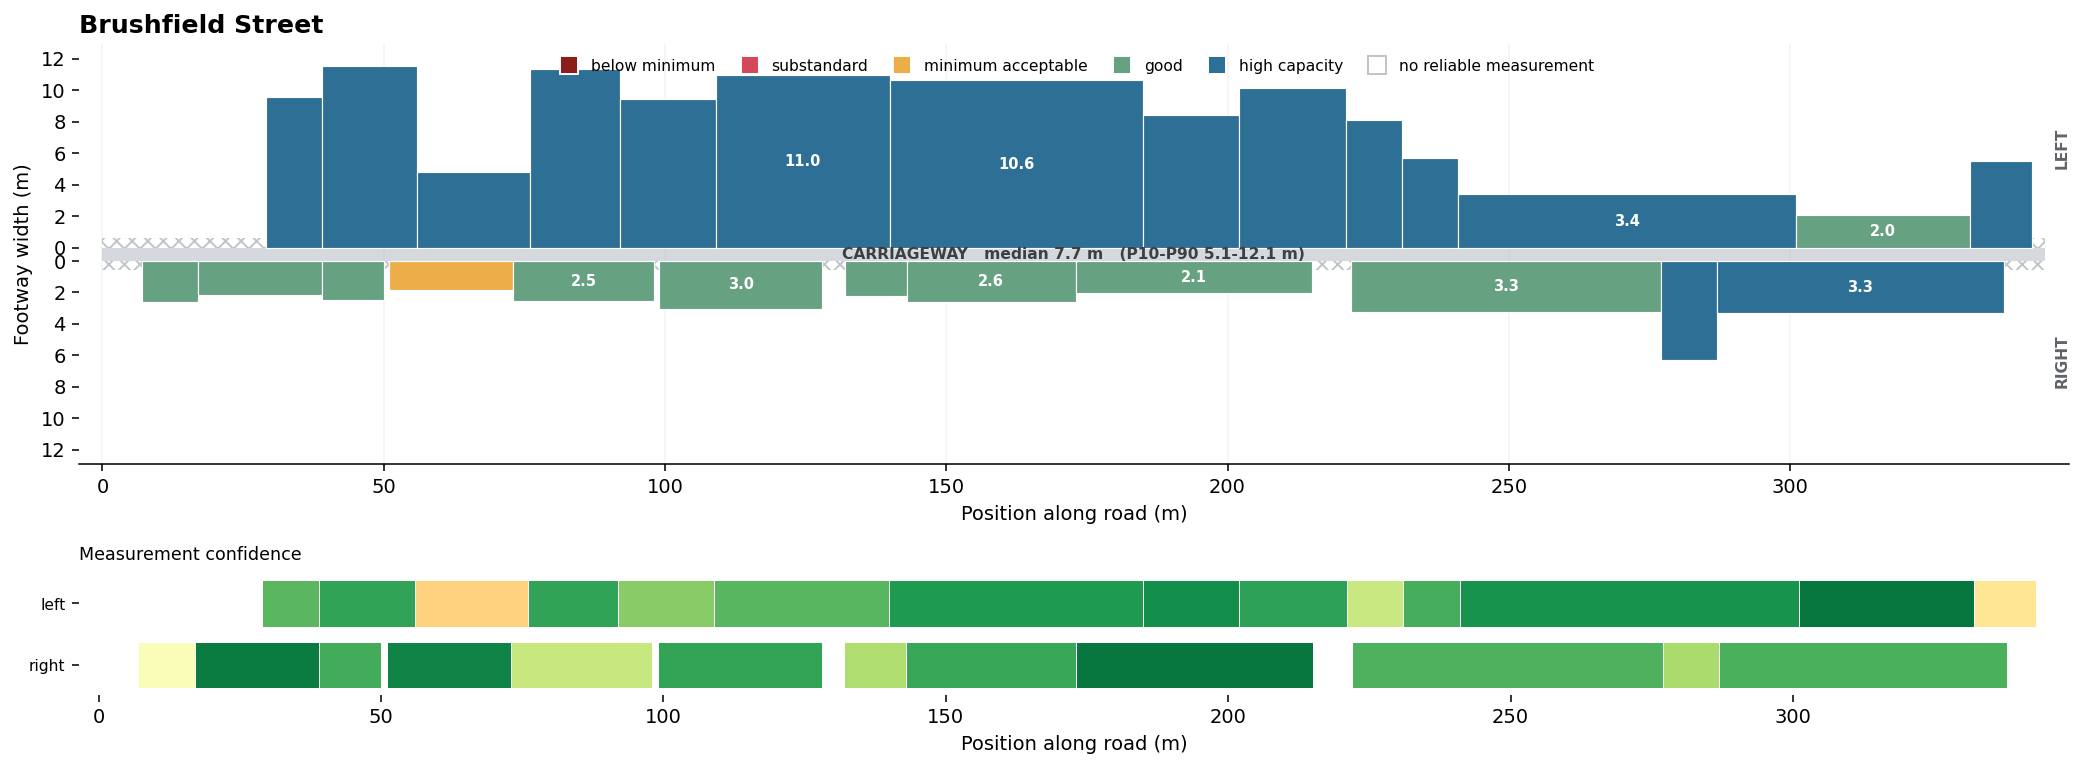 Brushfield Street
below minimum substandard minimum acceptable good high capacity no reliable measurement
12
10
8
6
4
2
0
0
2
4
6
8
10
12
Footway width (m)
LEFT
RIGHT
11.0 10.6 3.4 2.0
CARRIAGEWAY median 7.7 m (P10-P90 5.1-12.1 m)
2.5 3.0 2.6 2.1 3.3 3.3
0 50 100 150 200 250 300
Position along road (m)
Measurement confidence
left
right
0 50 100 150 200 250 300
Position along road (m)